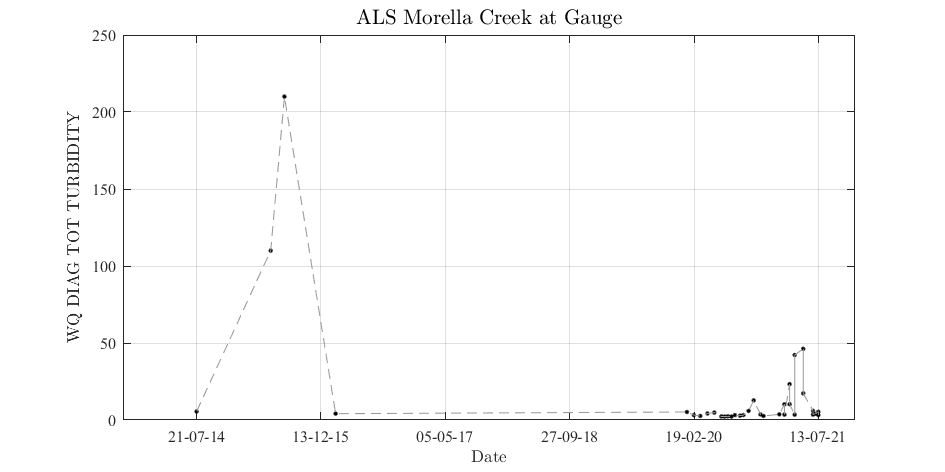 ALS Morella Creek at Gauge
WQ DIAG TOT TURBIDITY
250
200
150
100
50
0
21-07-14 13-12-15 05-05-17 27-09-18 19-02-20 13-07-21
Date